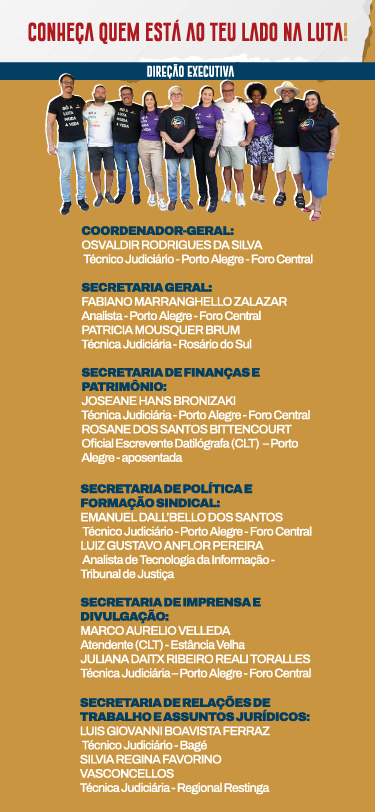 CONHEÇA QUEM ESTÁ AO TEU LADO NA LUTA!
DIREÇÃO EXECUTIVA
SÓ A
LUTA
MUDA
A VIDA
COORDENADOR-GERAL:
OSVALDIR RODRIGUES DA SILVA
Técnico Judiciário - Porto Alegre - Foro Central
SECRETARIA GERAL:
FABIANO MARRANGHELLO ZALAZAR
Analista - Porto Alegre - Foro Central
PATRICIA MOUSQUER BRUM
Técnica Judiciária - Rosário do Sul
SECRETARIA DE FINANÇAS E
PATRIMÔNIO:
JOSEANE HANS BRONIZAKI
Técnica Judiciária - Porto Alegre - Foro Central
ROSANE DOS SANTOS BITTENCOURT
Oficial Escrevente Datilógrafa (CLT) – Porto
Alegre - aposentada
SECRETARIA DE POLÍTICA E
FORMAÇÃO SINDICAL:
EMANUEL DALL'BELLO DOS SANTOS
Técnico Judiciário - Porto Alegre - Foro Central
LUIZ GUSTAVO ANFLOR PEREIRA
Analista de Tecnologia da Informação -
Tribunal de Justiça
SECRETARIA DE IMPRENSA E
DIVULGAÇÃO:
MARCO AURELIO VELLEDA
Atendente (CLT) - Estância Velha
JULIANA DAITX RIBEIRO REALI TORALLES
Técnica Judiciária – Porto Alegre - Foro Central
SECRETARIA DE RELAÇÕES DE
TRABALHO E ASSUNTOS JURÍDICOS:
LUIS GIOVANNI BOAVISTA FERRAZ
Técnico Judiciário - Bagé
SILVIA REGINA FAVORINO
VASCONCELLOS
Técnica Judiciária - Regional Restinga